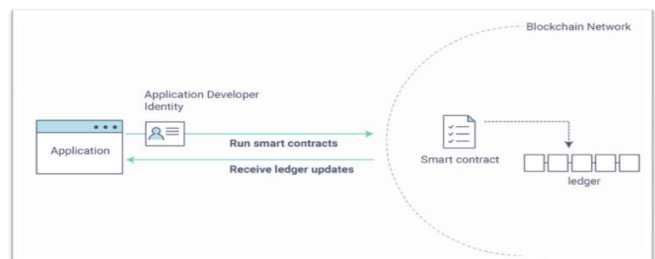 Blockchain Network
Application Developer
Identity
Application
Run smart contracts
Receive ledger updates
Smart contract
ledger